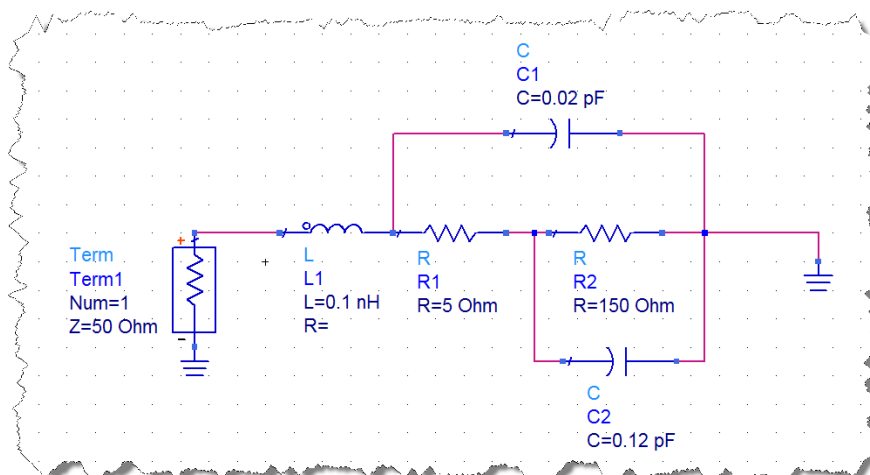 C
C1
C=0.02 pF
+
Term
Term1
Num=1
Z=50 Ohm
-
L
L1
L=0.1 nH
R=
R
R1
R=5 Ohm
R
R2
R=150 Ohm
C
C2
C=0.12 pF